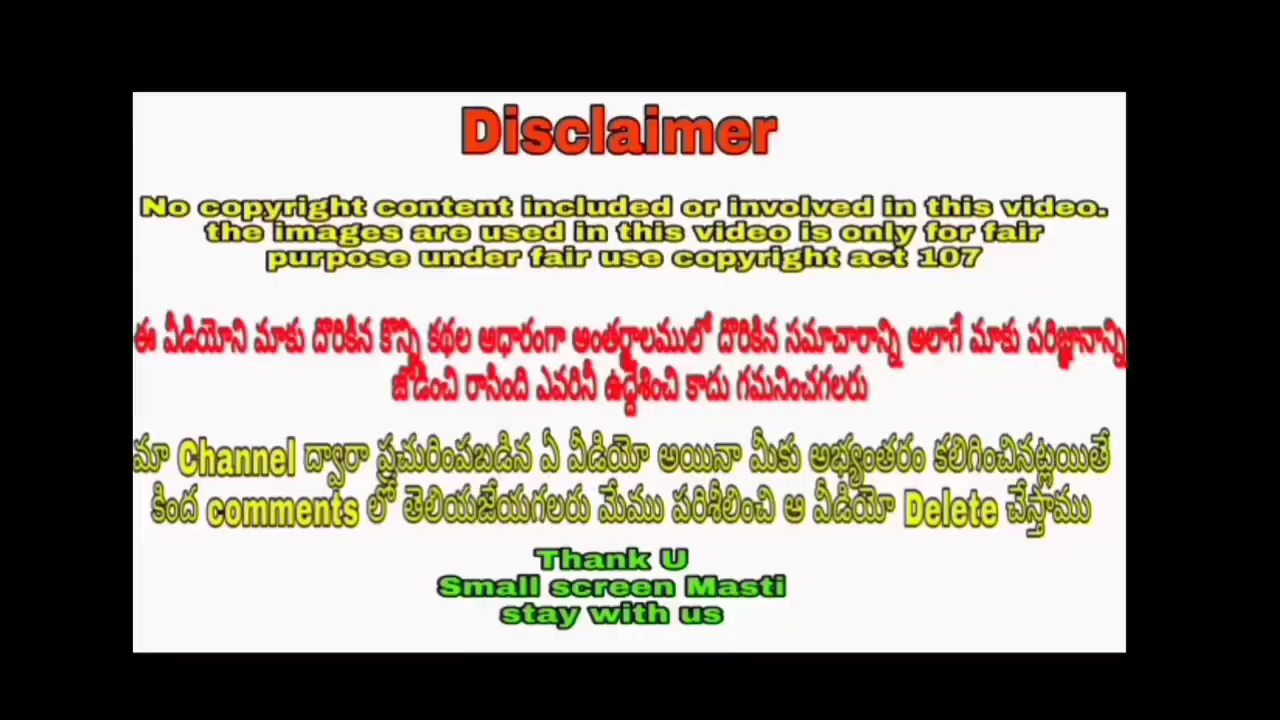 Disclaimer
No copyright content included or involved in this video.
the images are used in this video is only for fair
purpose under fair use copyright act 107
ఈ వీడియోని మాకు దొరికిన కొన్ని కథల ఆధారంగా అంతర్జాలములో దొరికిన సమాచారాన్ని అలాగే మాకు పరిజ్ఞానాన్ని
జోడించి రాసింది ఎవరినీ ఉద్దేశించి కాదు గమనించగలరు
మా Channel ద్వారా ప్రచురింపబడిన ఏ వీడియో అయినా మీకు అభ్యంతరం కలిగించినట్లయితే
కింద comments లో తెలియజేయగలరు మేము పరిశీలించి ఆ వీడియో Delete చేస్తాము
Thank U
Small screen Masti
stay with us